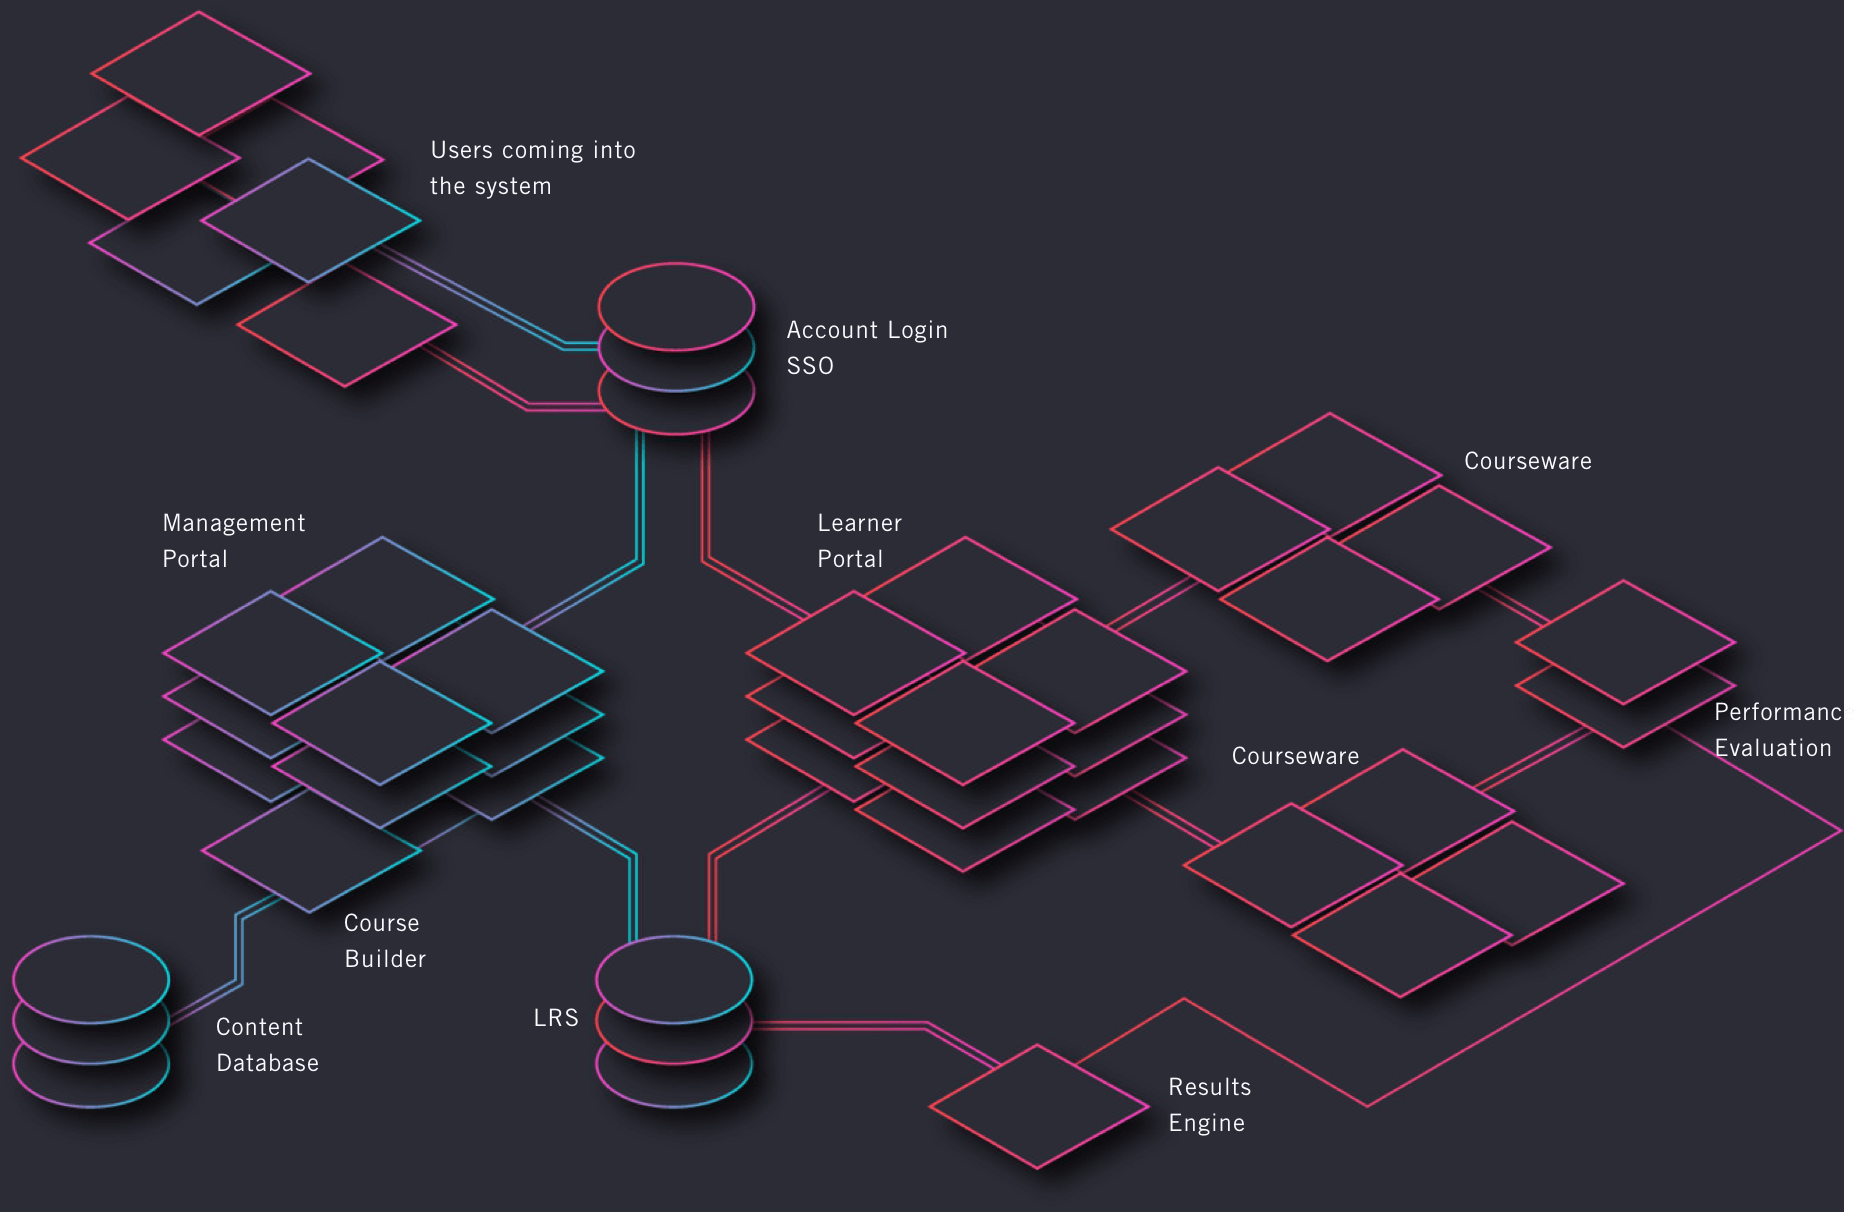 Users coming into
the system
Account Login
SSO
Courseware
Management
Portal
Learner
Portal
Performance
Evaluation
Courseware
Course
Builder
LRS
Content
Database
Results
Engine